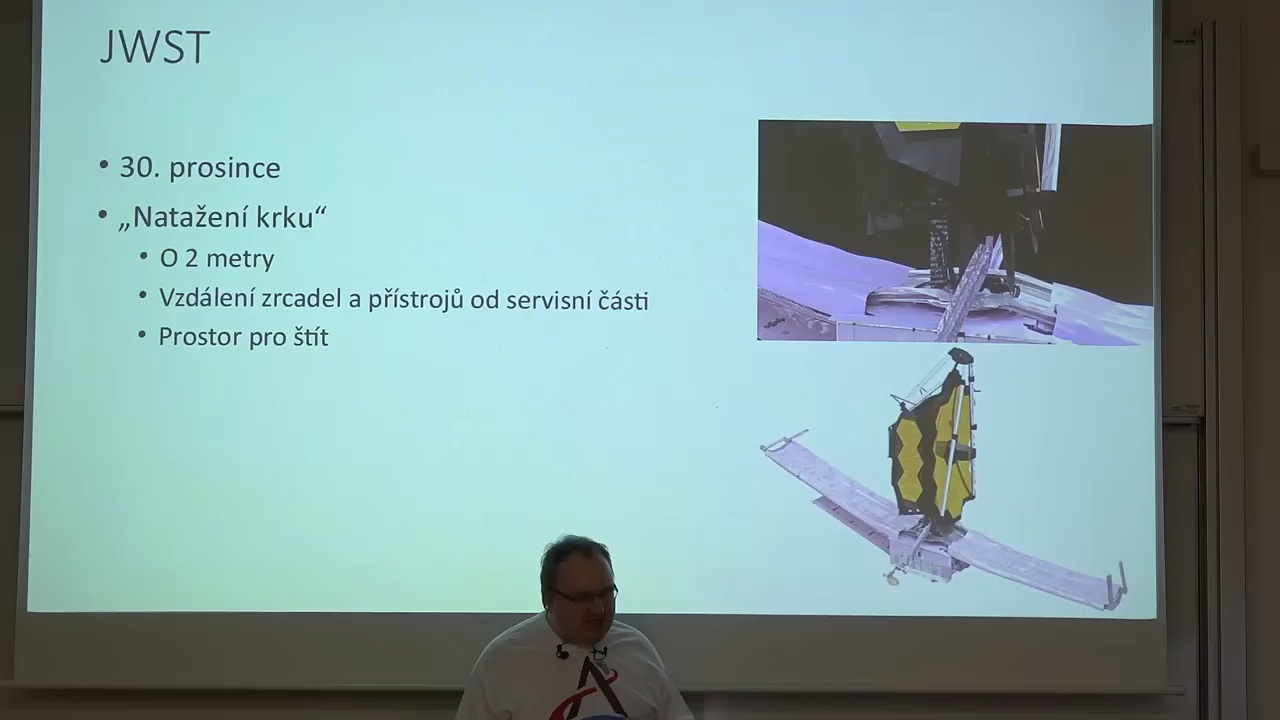 JWST
• 30. prosince
• „Natažení krku“
• O 2 metry
• Vzdálení zrcadel a přístrojů od servisní části
• Prostor pro štít